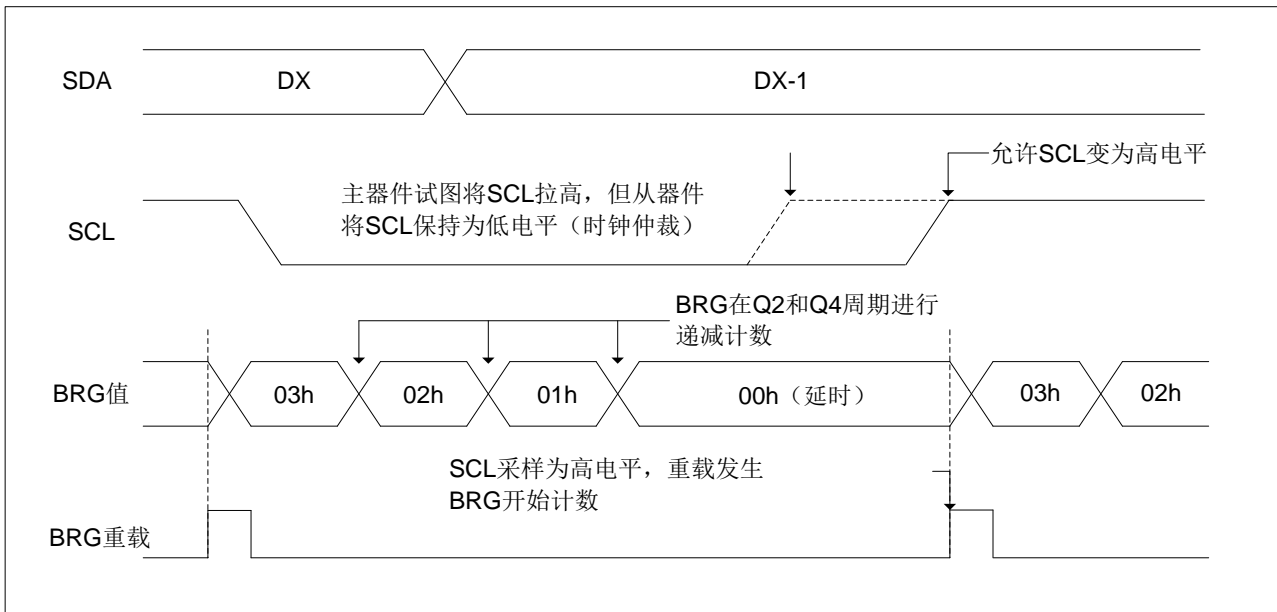 SDA
DX
DX-1
允许SCL变为高电平
主器件试图将SCL拉高，但从器件
将SCL保持为低电平（时钟仲裁）
SCL
BRG在Q2和Q4周期进行
递减计数
BRG值
03h
02h
01h
00h（延时）
03h
02h
SCL采样为高电平，重载发生
BRG开始计数
BRG重载